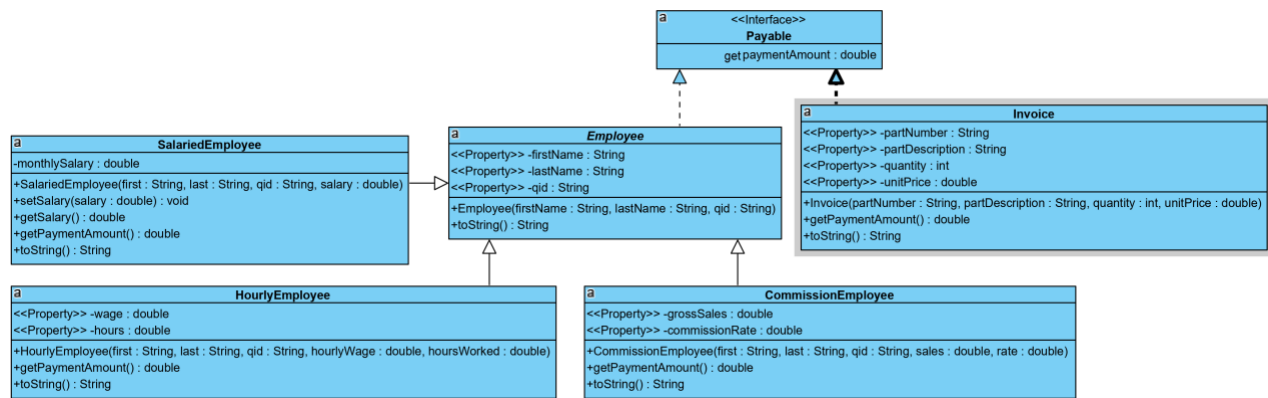 a
<<Interface>>
Payable
get paymentAmount : double
a
Invoice
<<Property>> -partNumber : String
<<Property>> -partDescription : String
<<Property>> -quantity : int
<<Property>> -unitPrice : double
+Invoice(partNumber : String, partDescription : String, quantity : int, unitPrice : double)
+getPaymentAmount() : double
+toString() : String
a
Employee
<<Property>> -firstName : String
<<Property>> -lastName : String
<<Property>> -qid : String
+Employee(firstName : String, lastName : String, qid : String)
+toString() : String
a
SalariedEmployee
-monthlySalary : double
+SalariedEmployee(first : String, last : String, qid : String, salary : double)
+setSalary(salary : double) : void
+getSalary() : double
+getPaymentAmount() : double
+toString() : String
a
HourlyEmployee
<<Property>> -wage : double
<<Property>> -hours : double
+HourlyEmployee(first : String, last : String, qid : String, hourlyWage : double, hoursWorked : double)
+getPaymentAmount() : double
+toString() : String
a
CommissionEmployee
<<Property>> -grossSales : double
<<Property>> -commissionRate : double
+CommissionEmployee(first : String, last : String, qid : String, sales : double, rate : double)
+getPaymentAmount() : double
+toString() : String